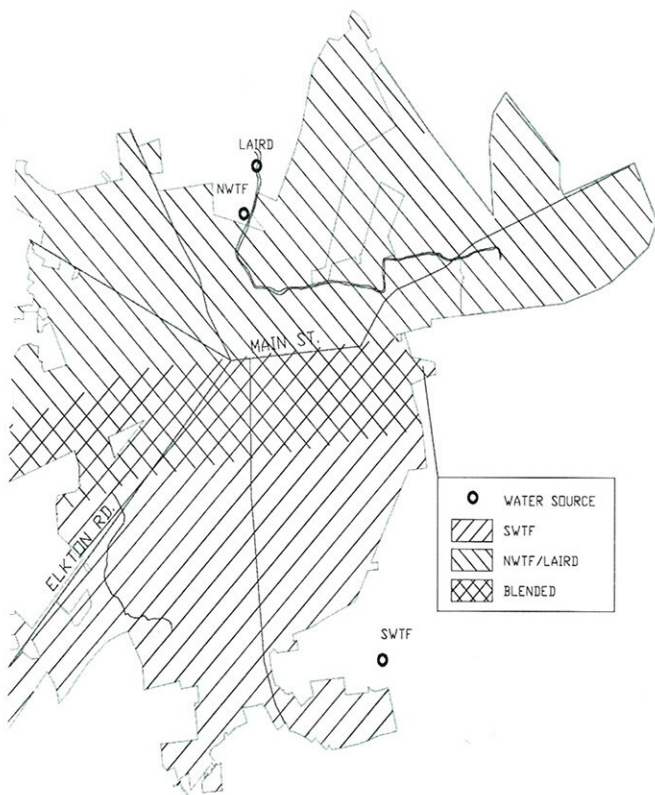 LAIRD
NWTF
MAIN ST.
ELKTON RD.
WATER SOURCE
SWTF
NWTF/LAIRD
BLENDED
SWTF